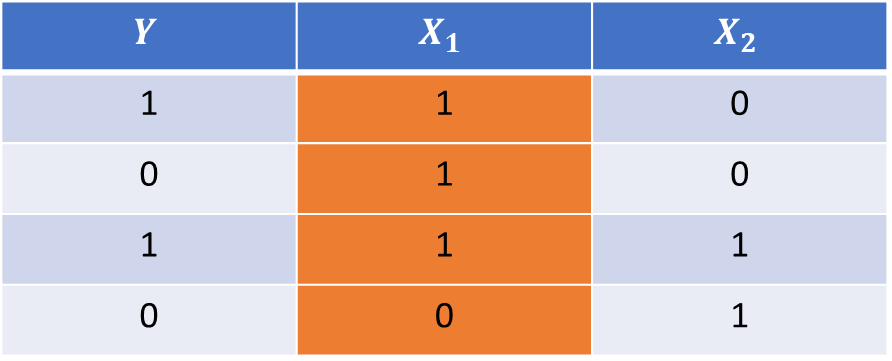 Y X₁ X₂
1 1 0
0 1 0
1 1 1
0 0 1